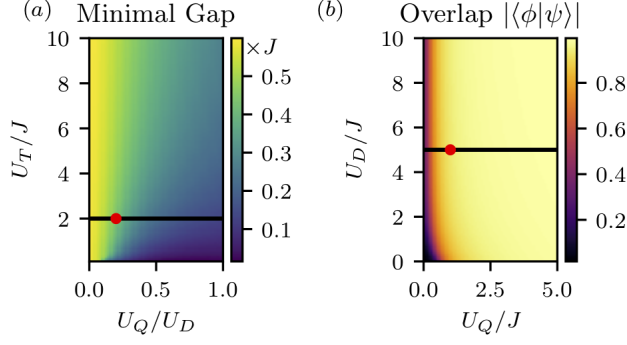 (a) Minimal Gap
10
8
6
4
2
U_T/J
0.0 0.5 1.0
U_Q/U_D
×J
0.5
0.4
0.3
0.2
0.1
(b) Overlap |⟨ϕ|ψ⟩|
10
8
6
4
2
0
U_D/J
0.0 2.5 5.0
U_Q/J
0.8
0.6
0.4
0.2